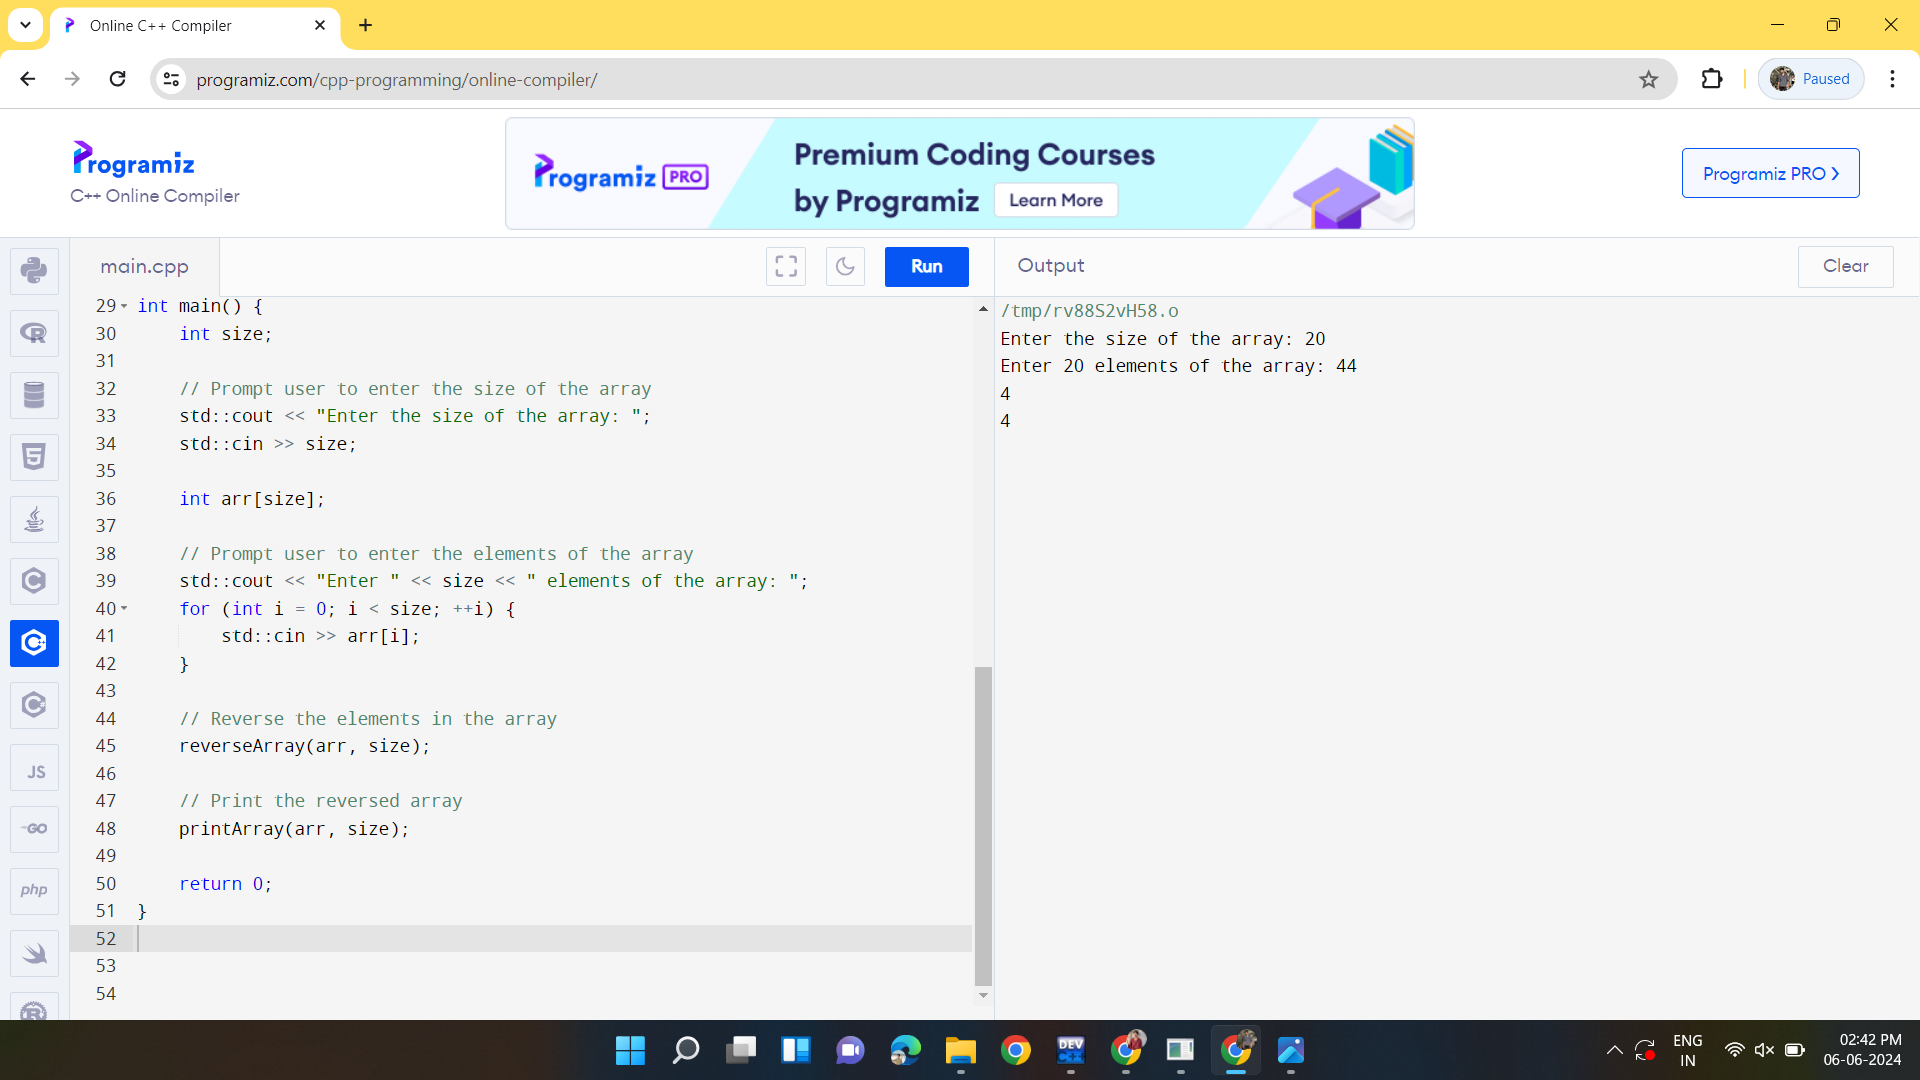 Online C++ Compiler
programiz.com/cpp-programming/online-compiler/
Paused
Programiz
C++ Online Compiler
Programiz PRO
Premium Coding Courses
by Programiz Learn More
Programiz PRO ❯
main.cpp
Run
Output
Clear
29 int main() {
30     int size;
31
32     // Prompt user to enter the size of the array
33     std::cout << "Enter the size of the array: ";
34     std::cin >> size;
35
36     int arr[size];
37
38     // Prompt user to enter the elements of the array
39     std::cout << "Enter " << size << " elements of the array: ";
40     for (int i = 0; i < size; ++i) {
41         std::cin >> arr[i];
42     }
43
44     // Reverse the elements in the array
45     reverseArray(arr, size);
46
47     // Print the reversed array
48     printArray(arr, size);
49
50     return 0;
51 }
52
53
54
/tmp/rv88S2vH58.o
Enter the size of the array: 20
Enter 20 elements of the array: 44
4
4
R
5
C
C
C
JS
GO
php
R
DEV
C++
ENG
IN
02:42 PM
06-06-2024